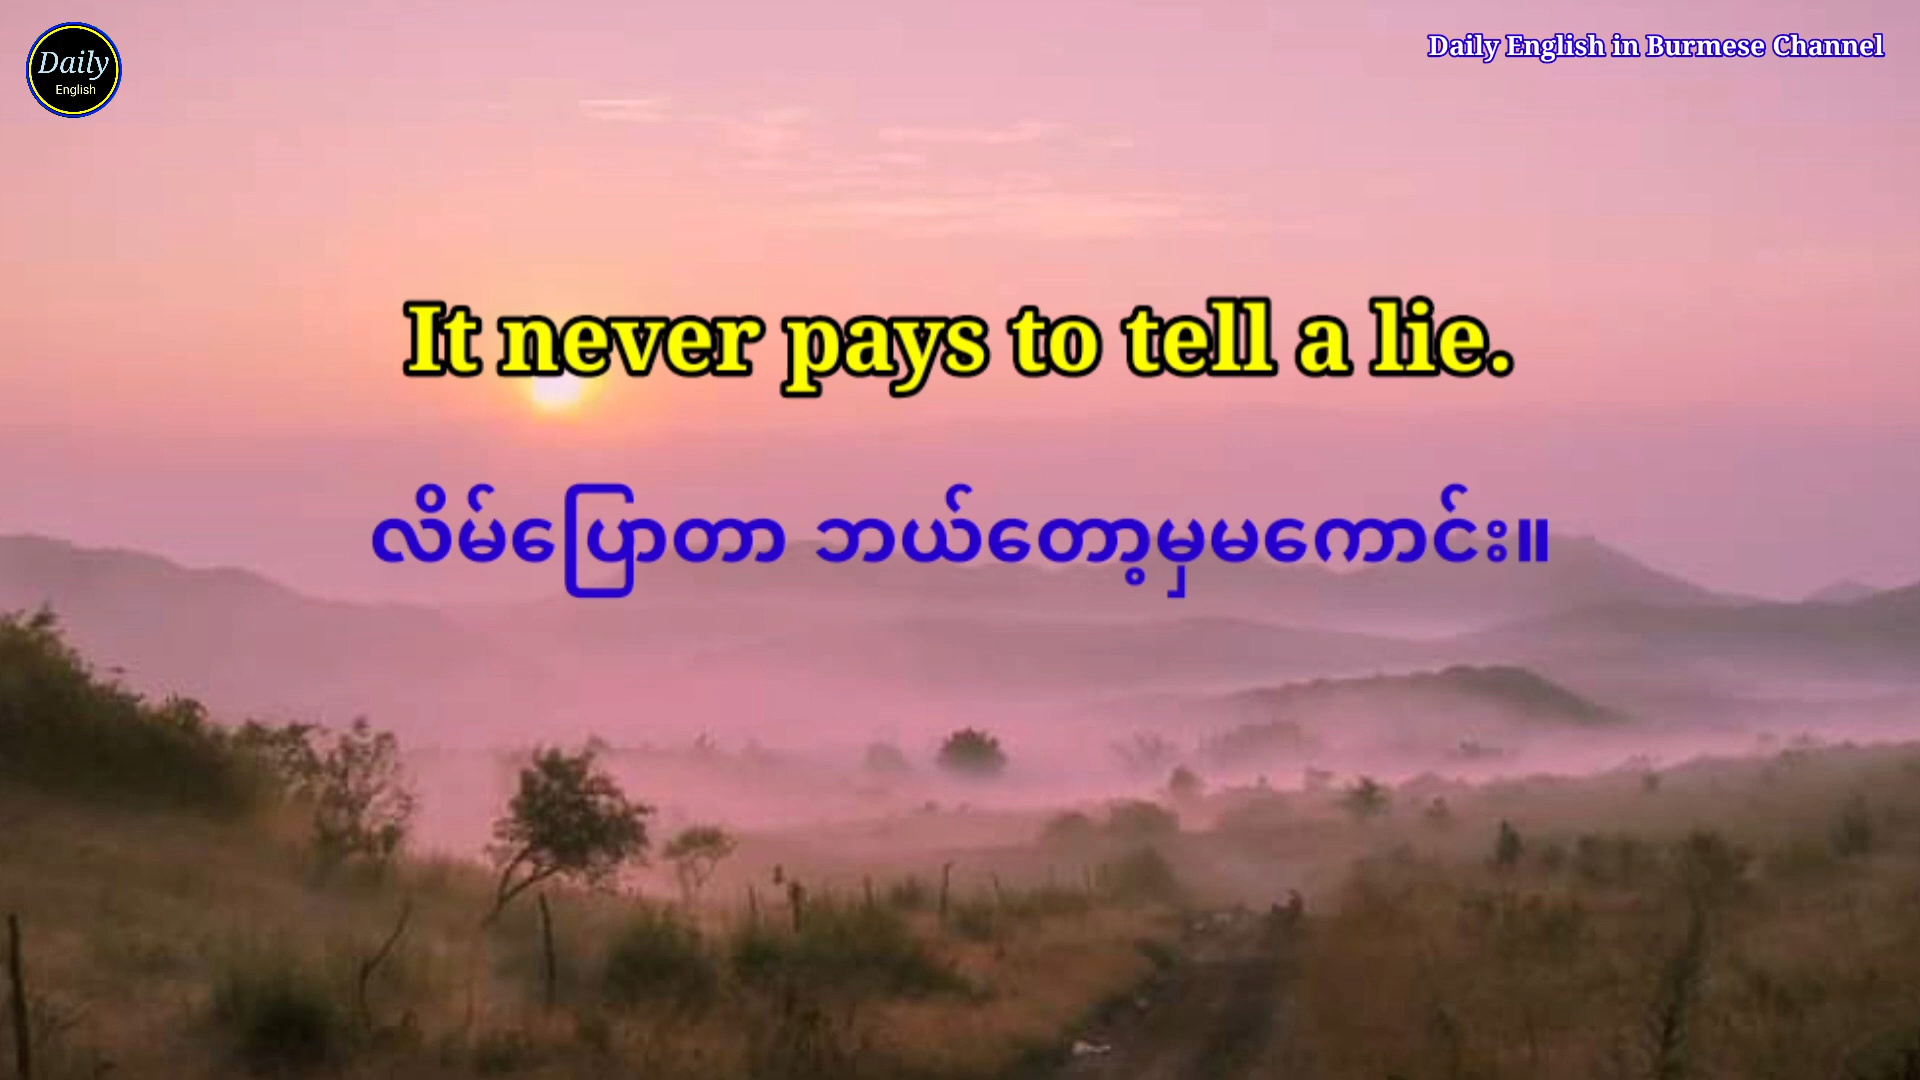 Daily
English
Daily English in Burmese Channel
It never pays to tell a lie.
လိမ်ပြောတာ ဘယ်တော့မှမကောင်း။